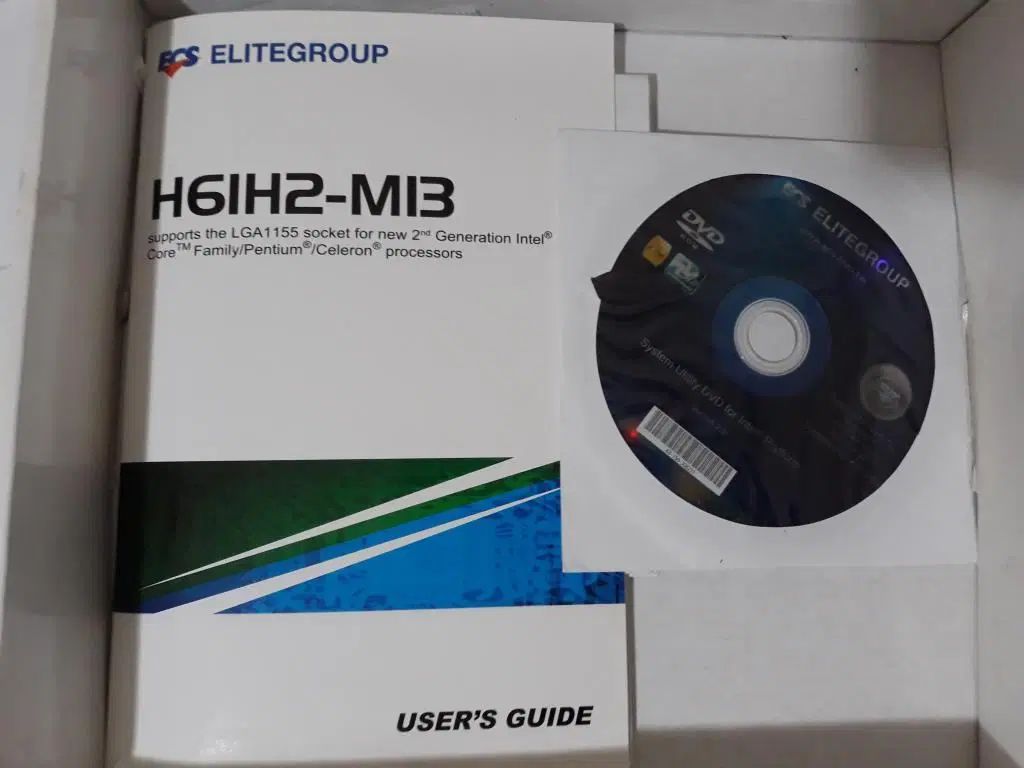 ECS ELITEGROUP
H61H2-M13
supports the LGA1155 socket for new 2nd Generation Intel®
Core™ Family/Pentium®/Celeron® processors
USER'S GUIDE
ECS ELITEGROUP
DVD
ROM
System Utility DVD for Intel Platform